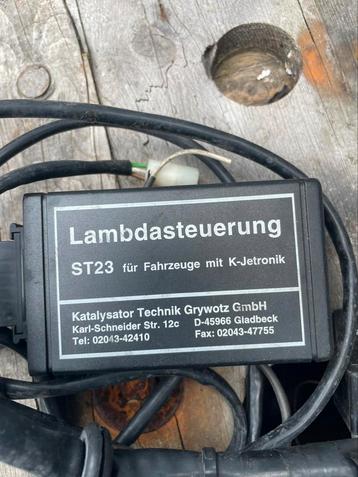 Lambdasteuerung
ST23 für Fahrzeuge mit K-Jetronik
Katalysator Technik Grywotz GmbH
Karl-Schneider Str. 12c D-45966 Gladbeck
Tel: 02043-42410 Fax: 02043-47755